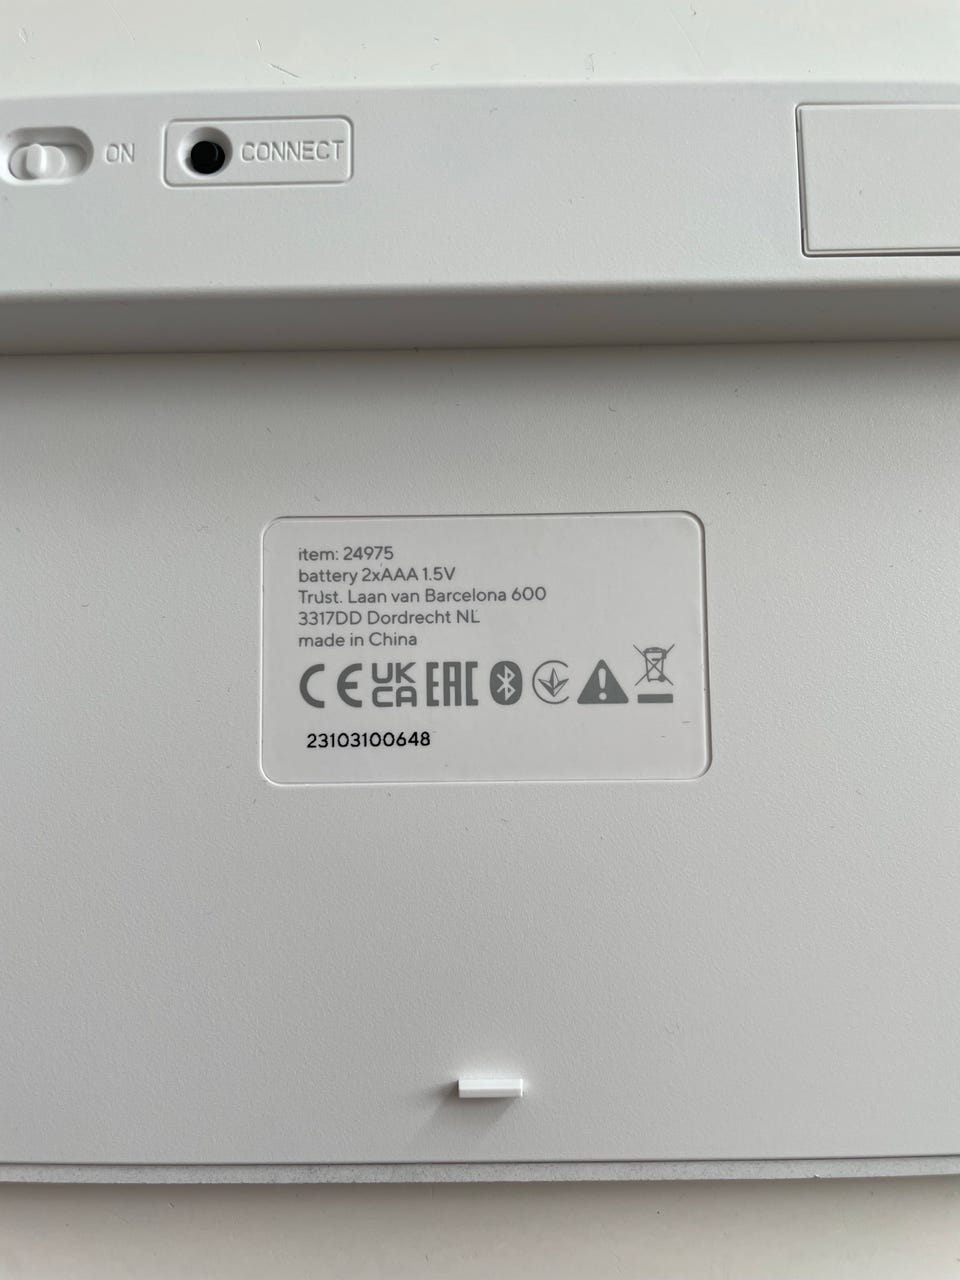 ON
CONNECT
item: 24975
battery 2xAAA 1.5V
Trust. Laan van Barcelona 600
3317DD Dordrecht NL
made in China
CE UK CA EAC
23103100648